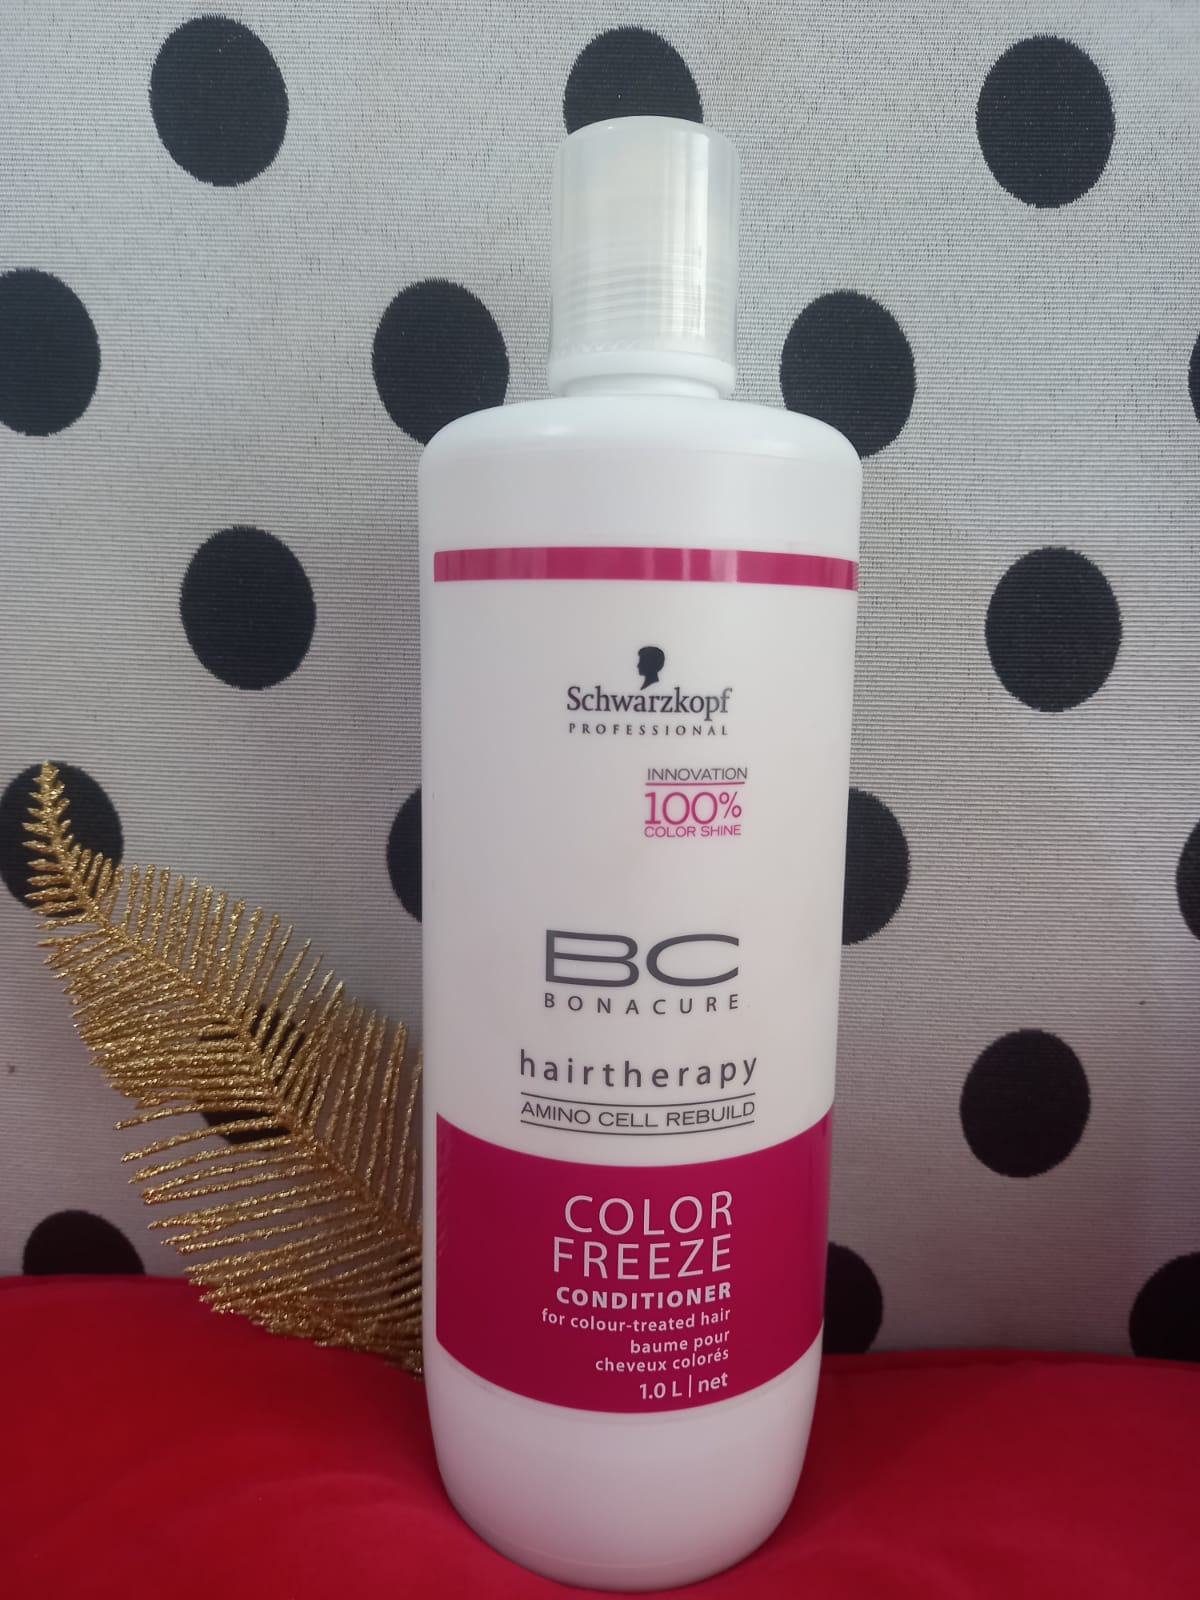 Schwarzkopf
PROFESSIONAL
INNOVATION
100%
COLOR SHINE
BC
BONACURE
hairtherapy
AMINO CELL REBUILD
COLOR
FREEZE
CONDITIONER
for colour-treated hair
baume pour
cheveux colorés
1.0 L | net